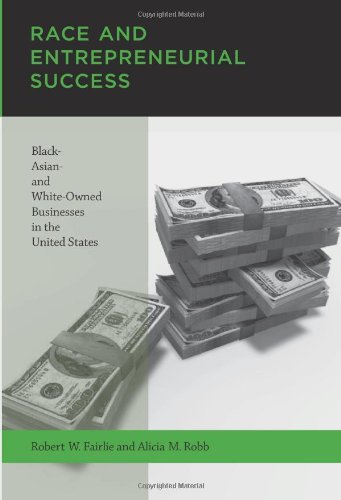 RACE AND
ENTREPRENEURIAL
SUCCESS
Black-
Asian-
and
White-Owned
Businesses
in the
United States
Robert W. Fairlie and Alicia M. Robb